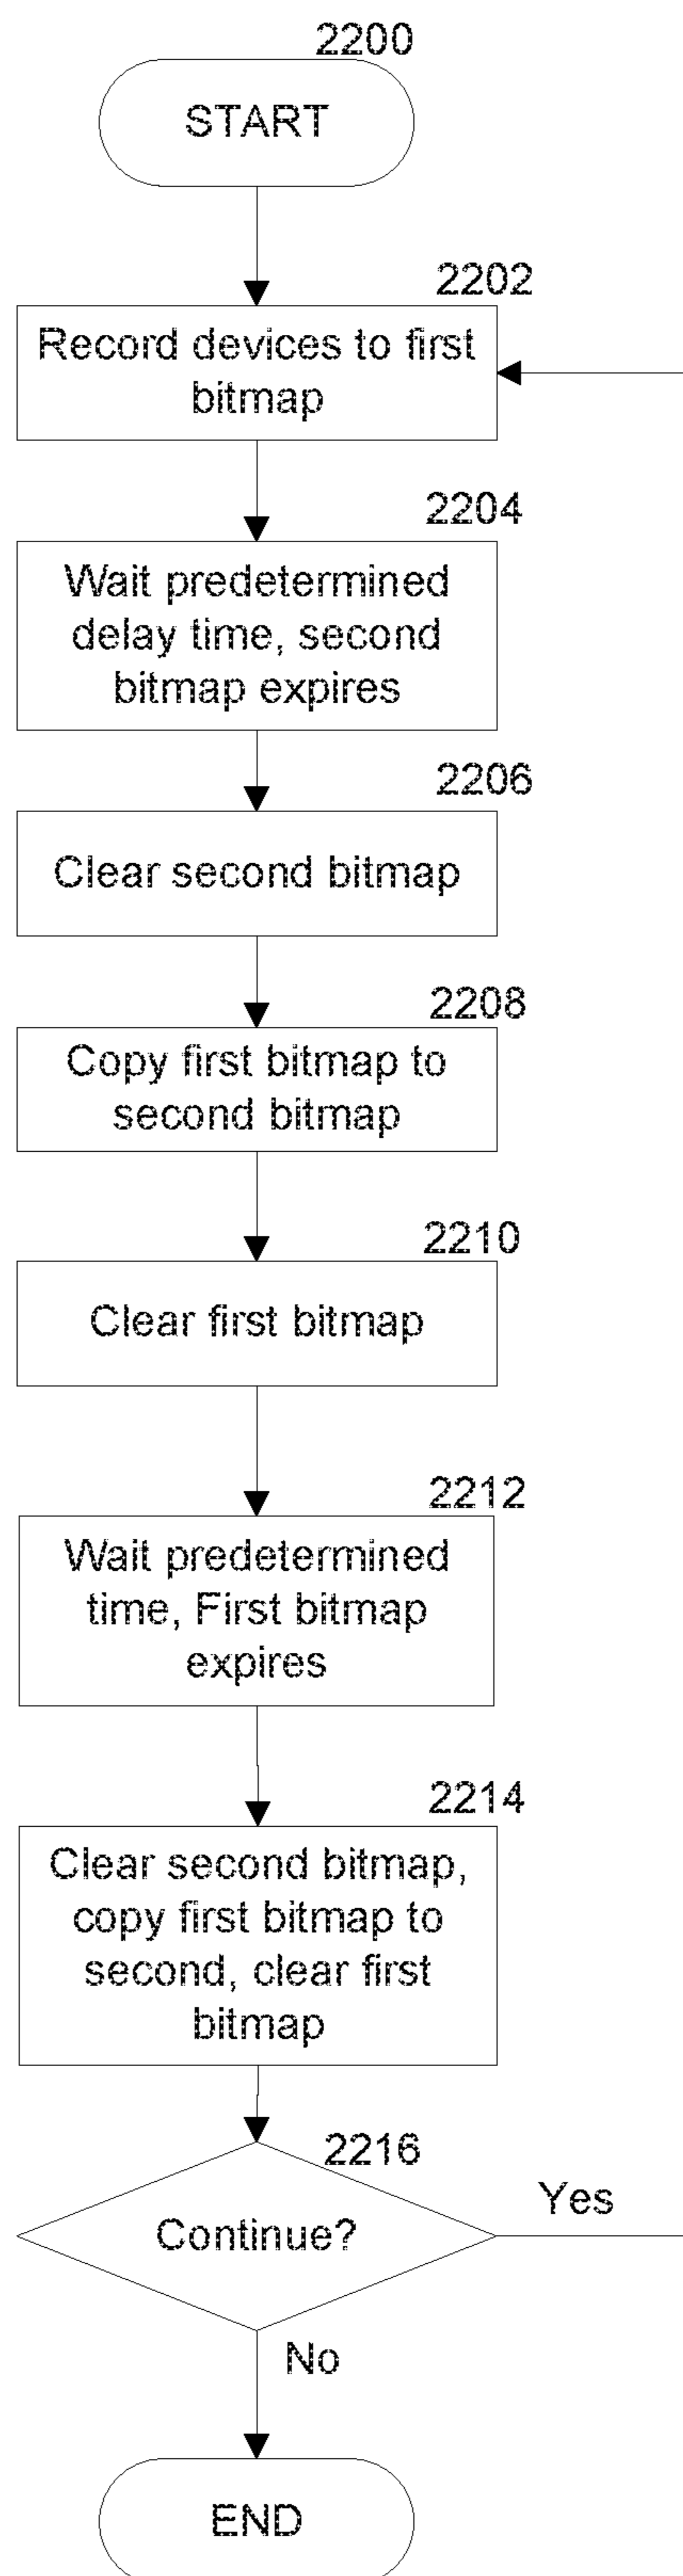 2200
START
2202
Record devices to first
bitmap
2204
Wait predetermined
delay time, second
bitmap expires
2206
Clear second bitmap
2208
Copy first bitmap to
second bitmap
2210
Clear first bitmap
2212
Wait predetermined
time, First bitmap
expires
2214
Clear second bitmap,
copy first bitmap to
second, clear first
bitmap
2216
Continue?
Yes
No
END